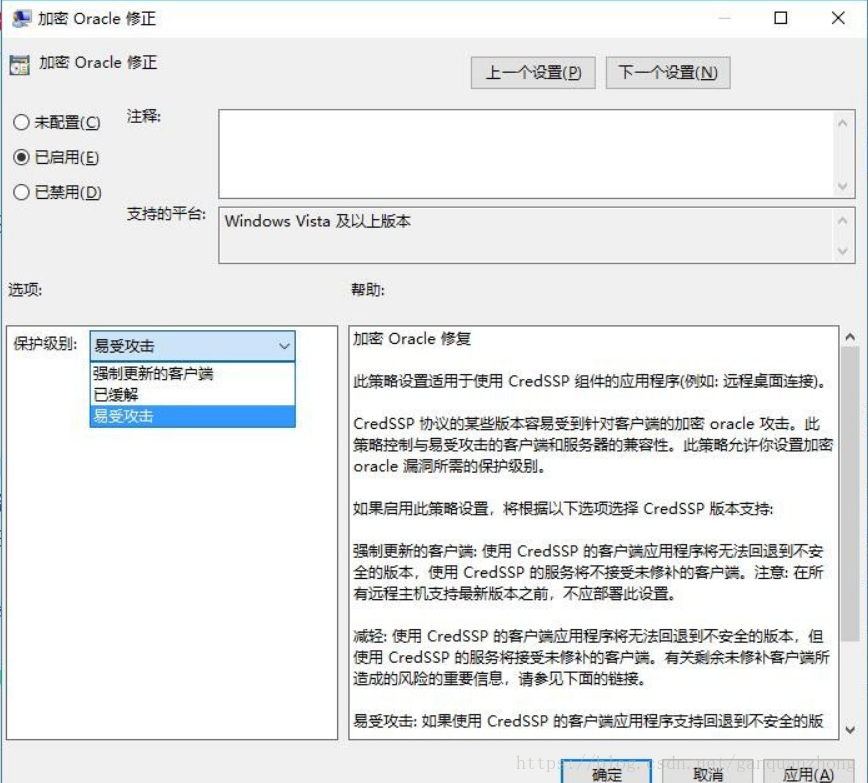 加密 Oracle 修正
加密 Oracle 修正
上一个设置(P)
下一个设置(N)
未配置(C)
注释:
已启用(E)
已禁用(D)
支持的平台:
Windows Vista 及以上版本
选项:
帮助:
保护级别:
易受攻击
强制更新的客户端
已缓解
易受攻击
加密 Oracle 修复
此策略设置适用于使用 CredSSP 组件的应用程序(例如: 远程桌面连接)。
CredSSP 协议的某些版本容易受到针对客户端的加密 oracle 攻击。此
策略控制与易受攻击的客户端和服务器的兼容性。此策略允许你设置加密
oracle 漏洞所需的保护级别。
如果启用此策略设置，将根据以下选项选择 CredSSP 版本支持:
强制更新的客户端: 使用 CredSSP 的客户端应用程序将无法回退到不安
全的版本，使用 CredSSP 的服务将不接受未修补的客户端。注意: 在所
有远程主机支持最新版本之前，不应部署此设置。
减轻: 使用 CredSSP 的客户端应用程序将无法回退到不安全的版本，但
使用 CredSSP 的服务将接受未修补的客户端。有关剩余未修补客户端所
造成的风险的重要信息，请参见下面的链接。
易受攻击: 如果使用 CredSSP 的客户端应用程序支持回退到不安全的版
确定
取消
应用(A)